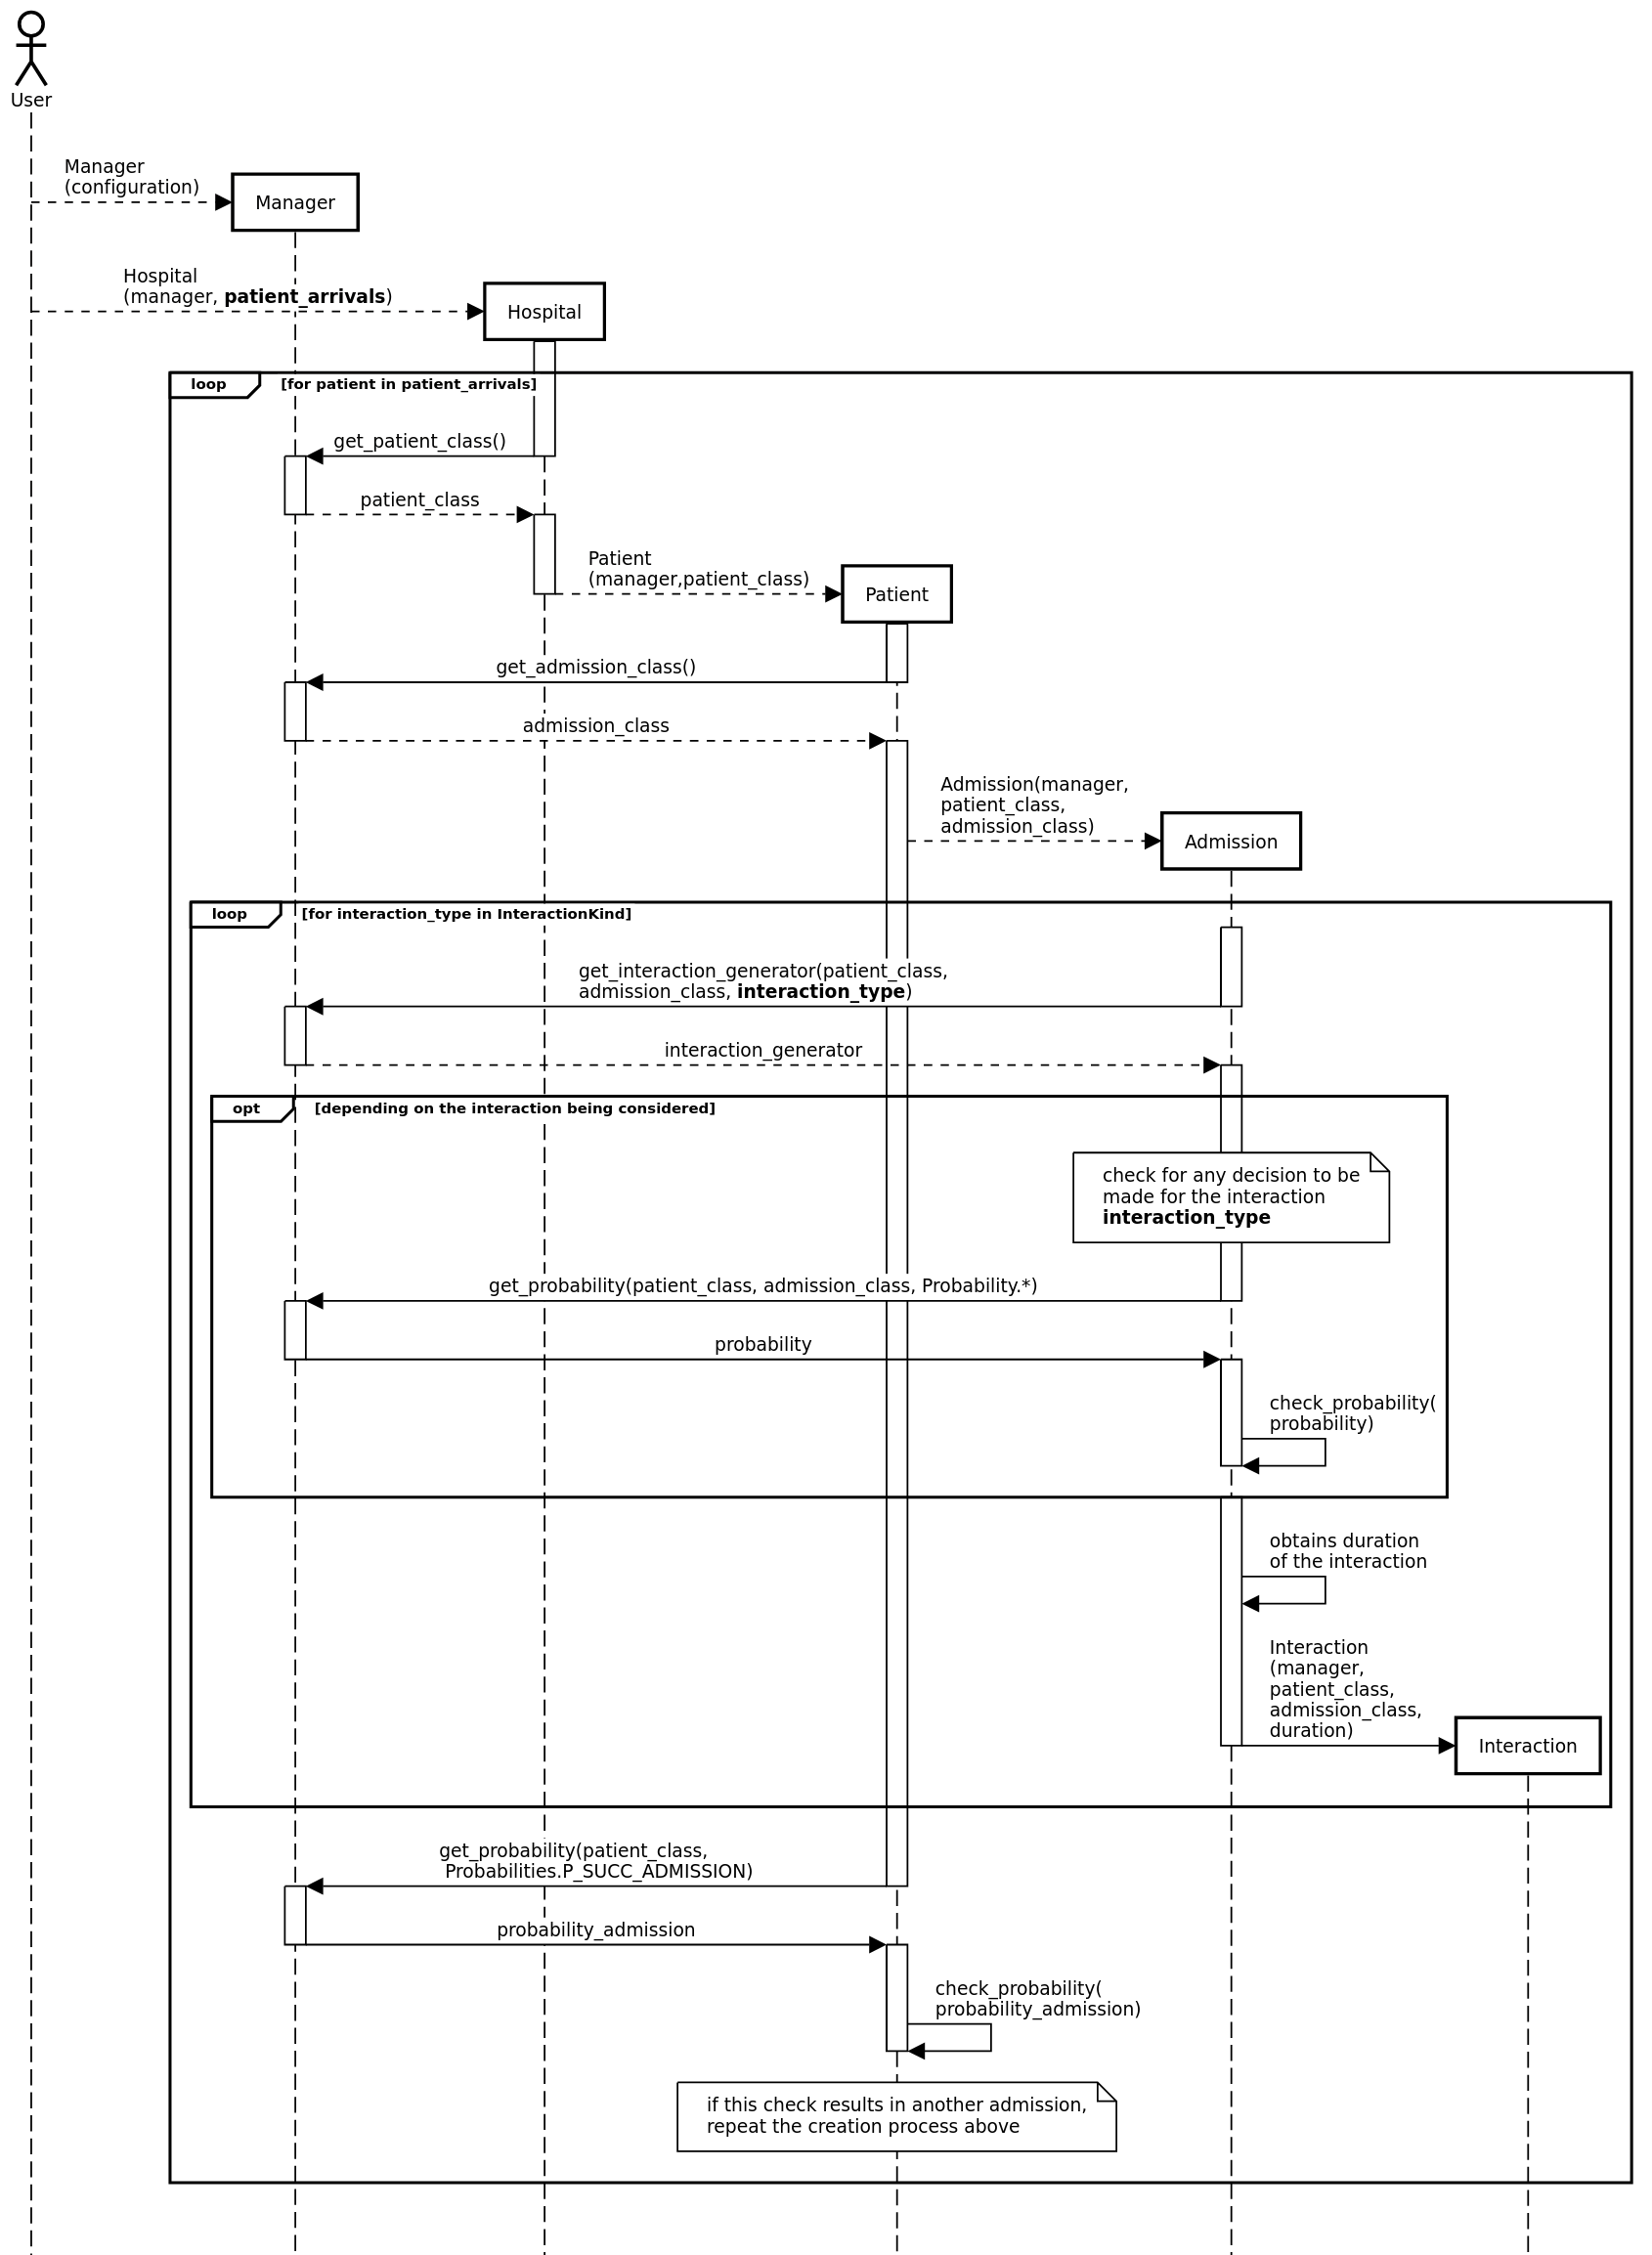 User
Manager
(configuration)
Manager
Hospital
(manager, patient_arrivals)
Hospital
loop
[for patient in patient_arrivals]
get_patient_class()
patient_class
Patient
(manager,patient_class)
Patient
get_admission_class()
admission_class
Admission(manager,
patient_class,
admission_class)
Admission
loop
[for interaction_type in InteractionKind]
get_interaction_generator(patient_class,
admission_class, interaction_type)
interaction_generator
opt
[depending on the interaction being considered]
check for any decision to be
made for the interaction
interaction_type
get_probability(patient_class, admission_class, Probability.*)
probability
check_probability(
probability)
obtains duration
of the interaction
Interaction
(manager,
patient_class,
admission_class,
duration)
Interaction
get_probability(patient_class,
Probabilities.P_SUCC_ADMISSION)
probability_admission
check_probability(
probability_admission)
if this check results in another admission,
repeat the creation process above